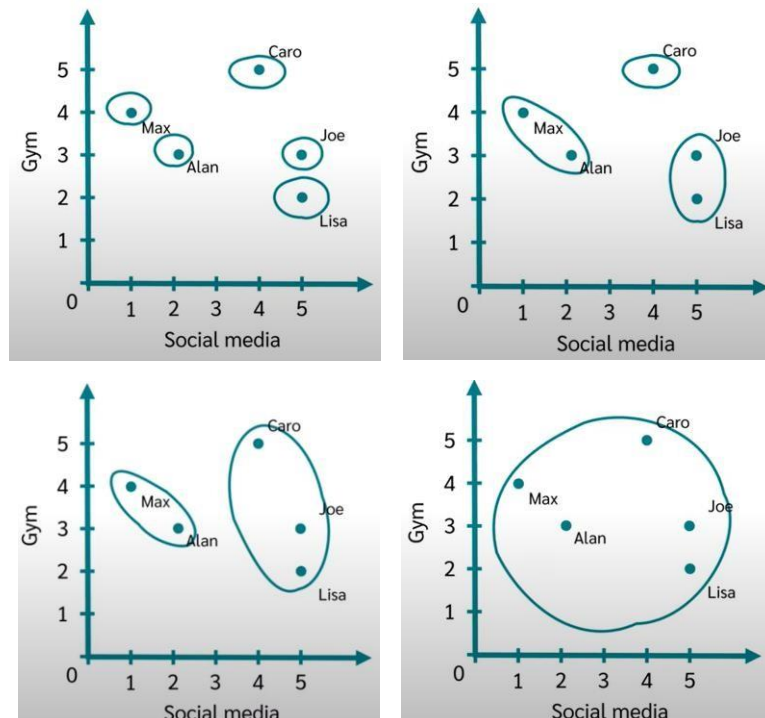 Caro
5
4
Max
Gym
Joe
3
Alan
2
Lisa
1
0
1 2 3 4 5
Social media
Caro
5
4
Max
Gym
Joe
3
Alan
2
Lisa
1
0
1 2 3 4 5
Social media
Caro
5
4
Max
Gym
Joe
3
Alan
2
Lisa
1
0
1 2 3 4 5
Social media
Caro
5
4
Max
Gym
Joe
3
Alan
2
Lisa
1
0
1 2 3 4 5
Social media